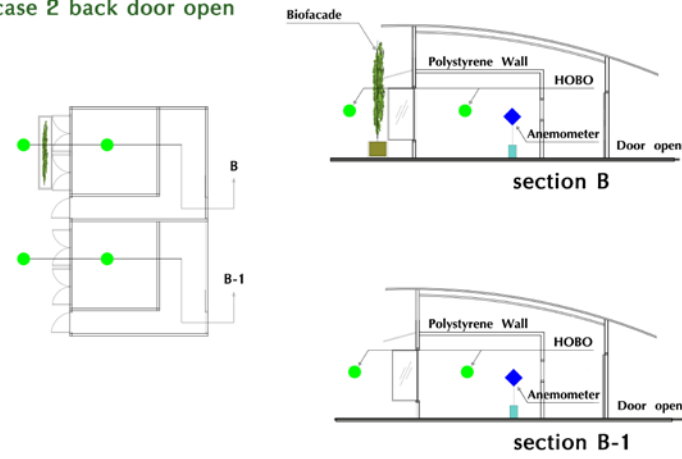 case 2 back door open
Biofacade
Polystyrene Wall
HOBO
Anemometer
Door open
section B
B
B-1
Polystyrene Wall
HOBO
Anemometer
Door open
section B-1